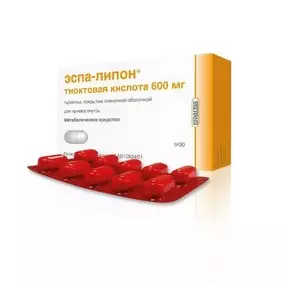 эспа-липон®
тиоктовая кислота 600 мг
таблетки, покрытые пленочной оболочкой
для приема внутрь
Метаболическое средство
№30